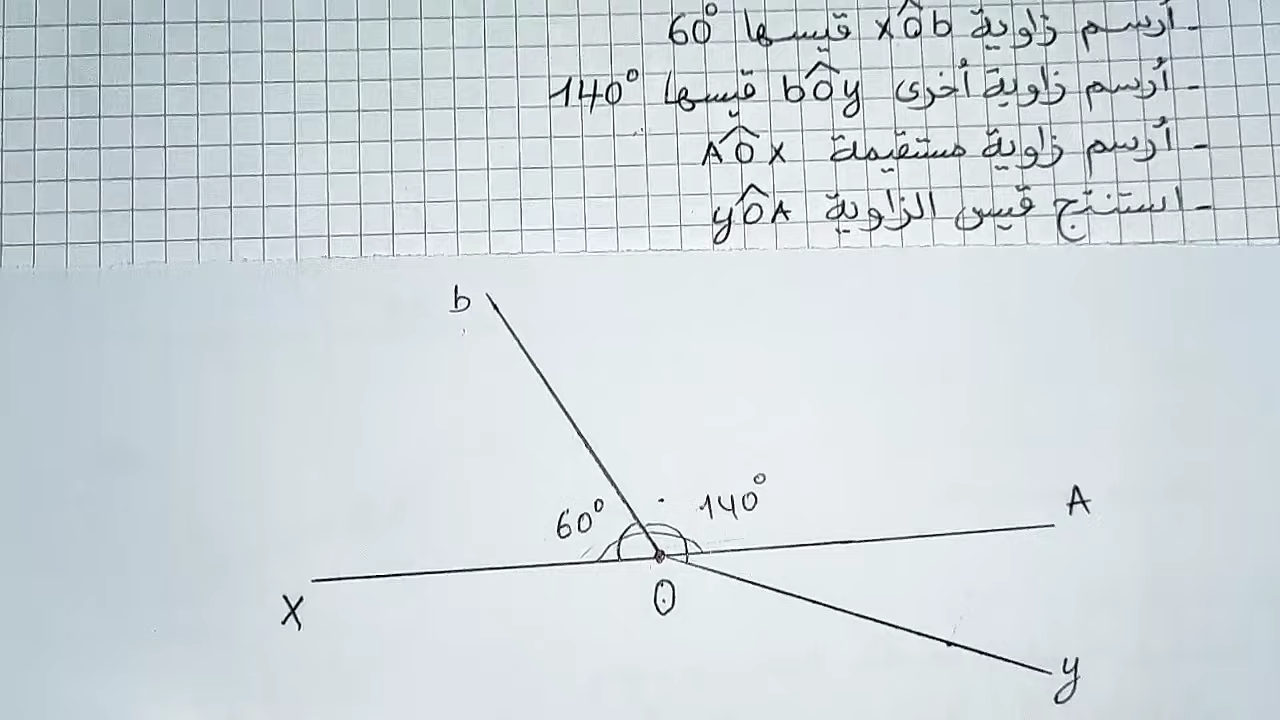 - أرسم زاوية xÔb قيسها 60°
- أرسم زاوية أخرى bÔy قيسها 140°
- أرسم زاوية مستقيمة AÔx
- استنتج قيس الزاوية yÔA
b
60° 140°
A
X
O
y